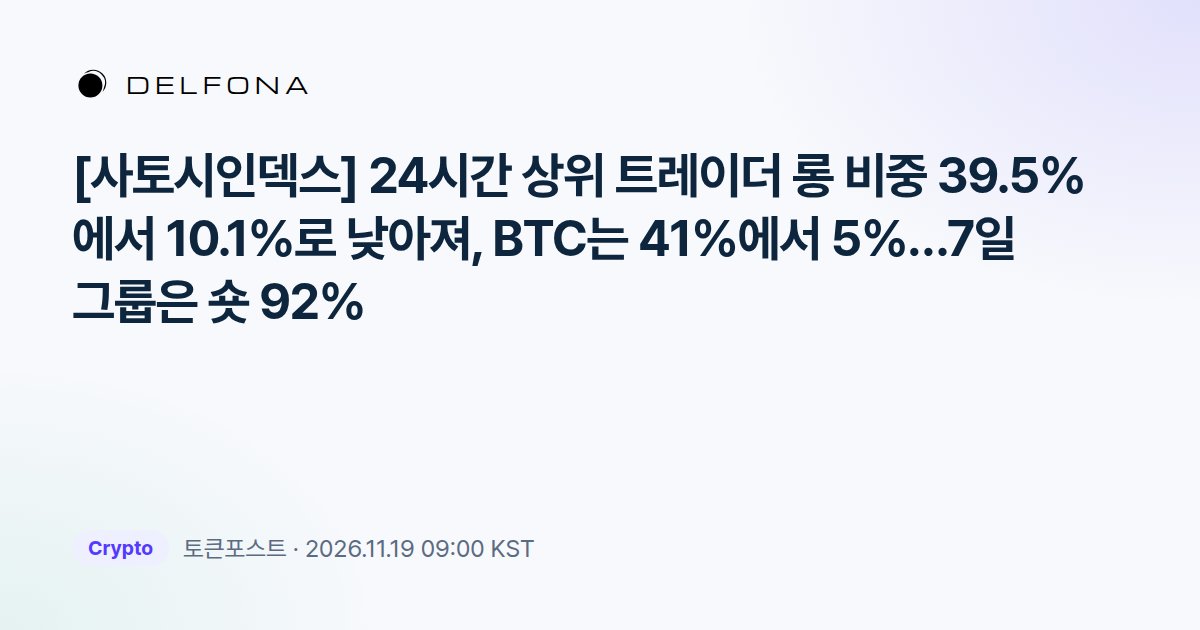 DELFONA
[사토시인덱스] 24시간 상위 트레이더 롱 비중 39.5%
에서 10.1%로 낮아져, BTC는 41%에서 5%…7일
그룹은 숏 92%
Crypto 토큰포스트 · 2026.11.19 09:00 KST